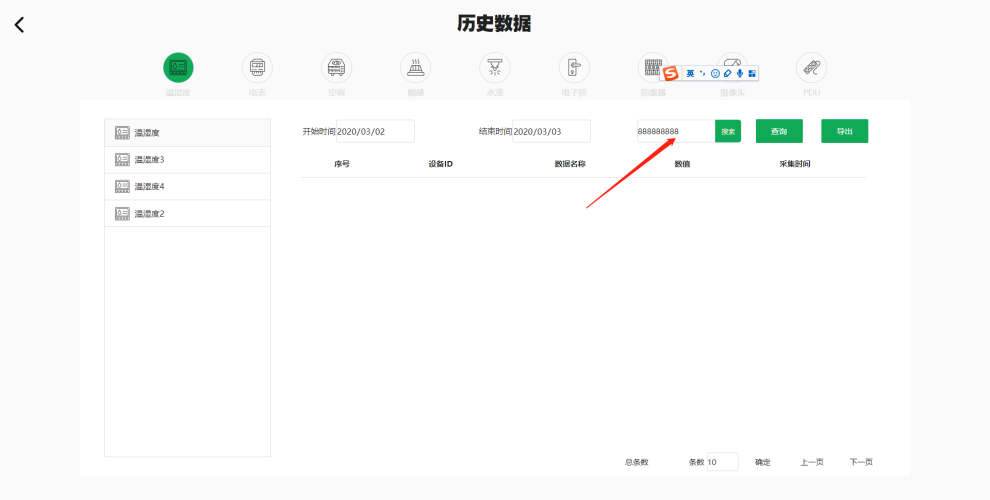 历史数据
温湿度 电表 空调 烟感 水浸 电子锁 防雷器 摄像头 PDU
英
温湿度
温湿度3
温湿度4
温湿度2
开始时间 2020/03/02 结束时间 2020/03/03 888888888 搜索 查询 导出
序号 设备ID 数据名称 数值 采集时间
总条数 条数 10 确定 上一页 下一页